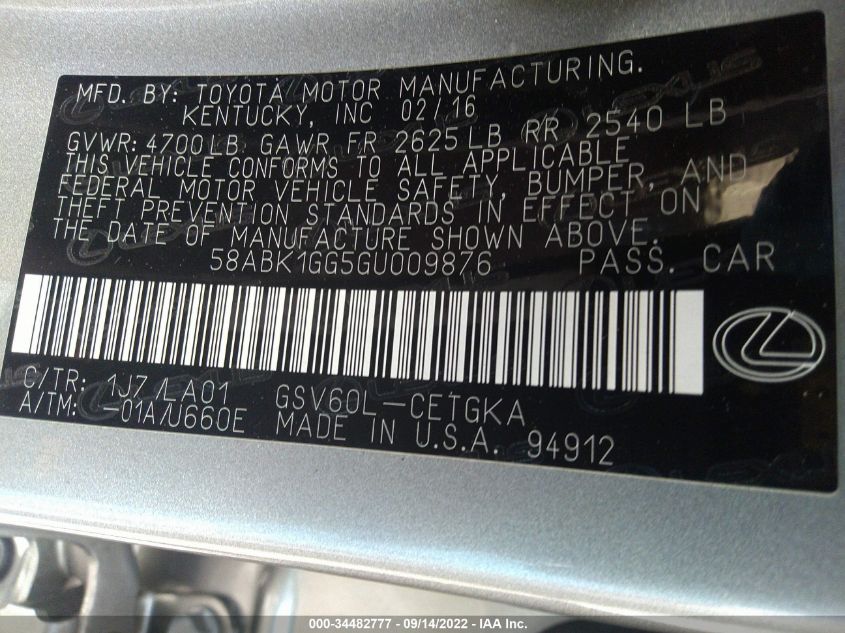 MFD. BY: TOYOTA MOTOR MANUFACTURING.
KENTUCKY, INC 02/16
GVWR: 4700LB GAWR FR 2625LB RR 2540 LB
THIS VEHICLE CONFORMS TO ALL APPLICABLE
FEDERAL MOTOR VEHICLE SAFETY, BUMPER, AND
THEFT PREVENTION STANDARDS IN EFFECT ON
THE DATE OF MANUFACTURE SHOWN ABOVE.
58ABK1GG5GU009876 PASS. CAR
C/TR: 1J7/LA01 GSV60L-CETGKA
A/TM: -01A/U660E MADE IN U.S.A. 94912
000-34482777 - 09/14/2022 - IAA Inc.